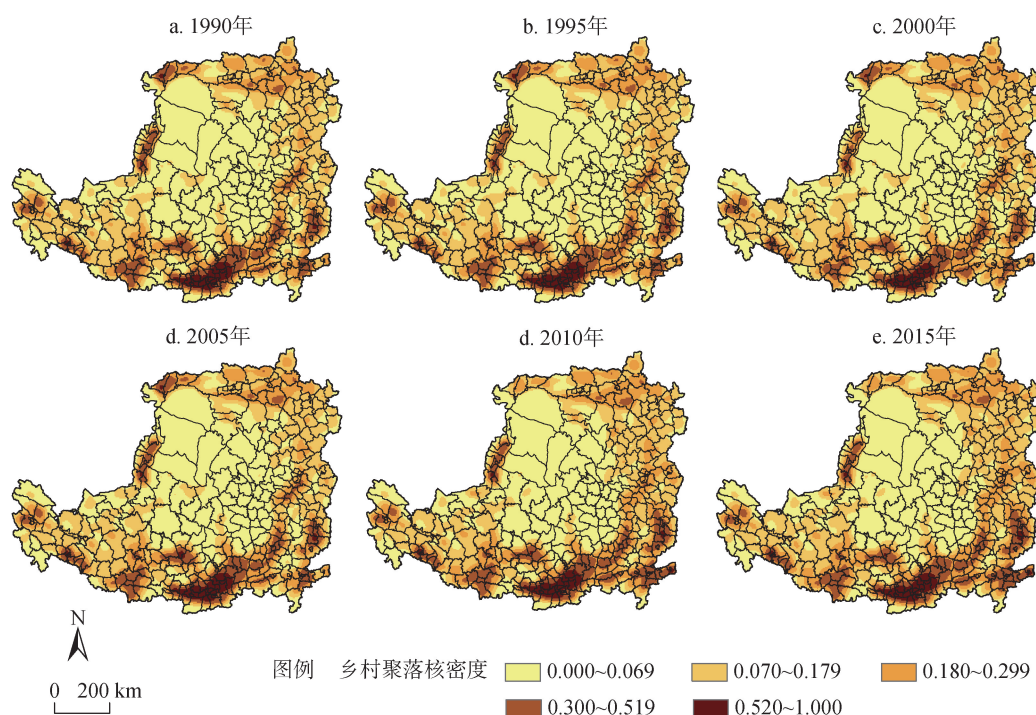 a. 1990年
b. 1995年
c. 2000年
d. 2005年
d. 2010年
e. 2015年
N
0 200 km
图例 乡村聚落核密度
0.000~0.069
0.070~0.179
0.180~0.299
0.300~0.519
0.520~1.000